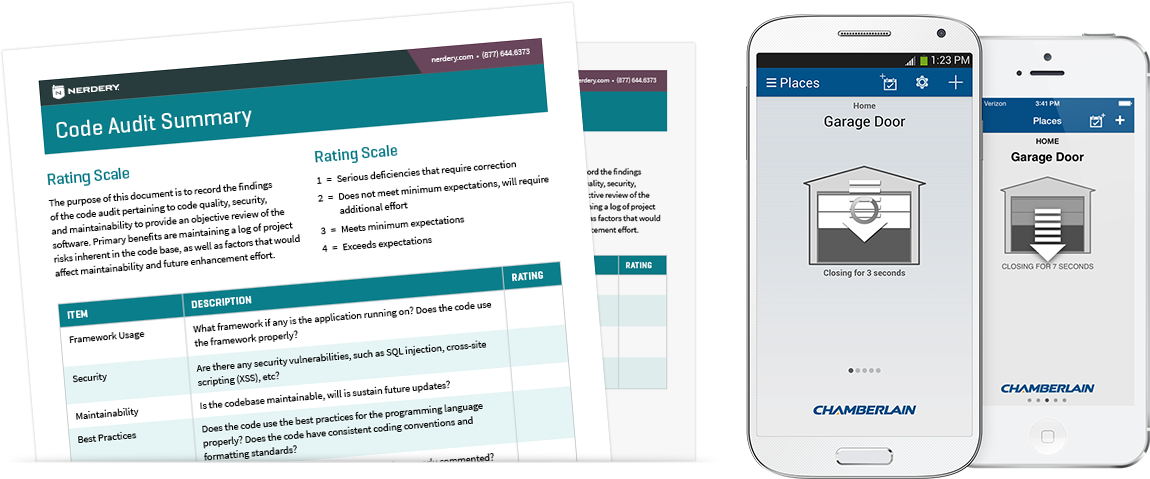 NERDERY.
nerdery.com • (877) 644.6373
Code Audit Summary
Rating Scale
The purpose of this document is to record the findings
of the code audit pertaining to code quality, security,
and maintainability to provide an objective review of the
software. Primary benefits are maintaining a log of project
risks inherent in the code base, as well as factors that would
affect maintainability and future enhancement effort.
Rating Scale
1 = Serious deficiencies that require correction
2 = Does not meet minimum expectations, will require
additional effort
3 = Meets minimum expectations
4 = Exceeds expectations
ITEM DESCRIPTION RATING
Framework Usage What framework if any is the application running on? Does the code use
the framework properly?
Security Are there any security vulnerabilities, such as SQL injection, cross-site
scripting (XSS), etc?
Maintainability Is the codebase maintainable, will is sustain future updates?
Best Practices Does the code use the best practices for the programming language
properly? Does the code have consistent coding conventions and
formatting standards?
commented?
erdery.com • (877) 644.6373
ord the findings
ality, security,
ctive review of the
ning a log of project
as factors that would
cement effort.
RATING
1:23 PM
Places
Home
Garage Door
Closing for 3 seconds
CHAMBERLAIN
Verizon 3:41 PM
Places
HOME
Garage Door
CLOSING FOR 7 SECONDS
CHAMBERLAIN